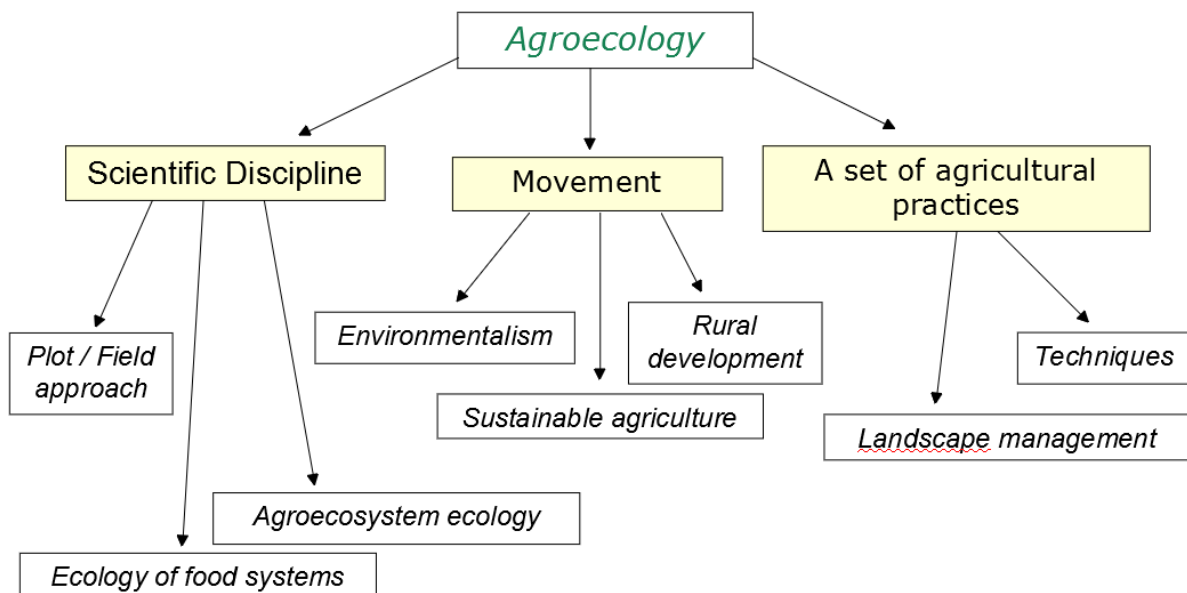 Agroecology
Scientific Discipline
Movement
A set of agricultural
practices
Plot / Field
approach
Environmentalism
Rural
development
Techniques
Sustainable agriculture
Landscape management
Agroecosystem ecology
Ecology of food systems